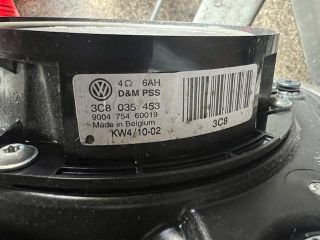 4Ω 6AH
D&M PSS
3C8 035 453
9004 754 60019
Made in Belgium
KW4/10-02
3C8